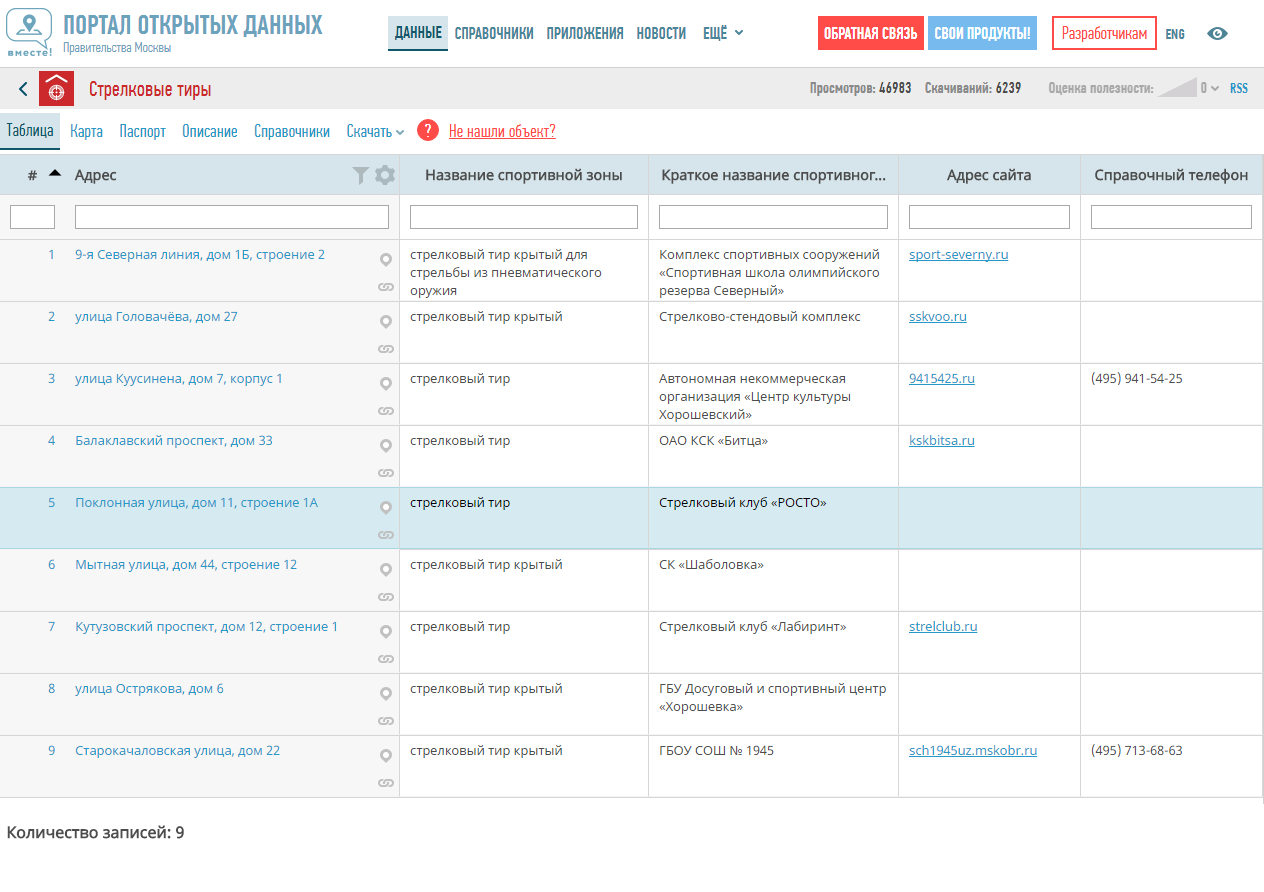 вместе!
ПОРТАЛ ОТКРЫТЫХ ДАННЫХ
Правительства Москвы
ДАННЫЕ СПРАВОЧНИКИ ПРИЛОЖЕНИЯ НОВОСТИ ЕЩЁ
ОБРАТНАЯ СВЯЗЬ СВОИ ПРОДУКТЫ! Разработчикам ENG
Стрелковые тиры
Просмотров: 46983 Скачиваний: 6239 Оценка полезности: 0 RSS
Таблица Карта Паспорт Описание Справочники Скачать ? Не нашли объект?
# Адрес Название спортивной зоны Краткое название спортивног... Адрес сайта Справочный телефон
1 9-я Северная линия, дом 1Б, строение 2 стрелковый тир крытый для Комплекс спортивных сооружений sport-severny.ru
стрельбы из пневматического «Спортивная школа олимпийского
оружия резерва Северный»
2 улица Головачёва, дом 27 стрелковый тир крытый Стрелково-стендовый комплекс sskvoo.ru
3 улица Куусинена, дом 7, корпус 1 стрелковый тир Автономная некоммерческая 9415425.ru (495) 941-54-25
организация «Центр культуры
Хорошевский»
4 Балаклавский проспект, дом 33 стрелковый тир ОАО КСК «Битца» kskbitsa.ru
5 Поклонная улица, дом 11, строение 1А стрелковый тир Стрелковый клуб «РОСТО»
6 Мытная улица, дом 44, строение 12 стрелковый тир крытый СК «Шаболовка»
7 Кутузовский проспект, дом 12, строение 1 стрелковый тир Стрелковый клуб «Лабиринт» strelclub.ru
8 улица Острякова, дом 6 стрелковый тир крытый ГБУ Досуговый и спортивный центр
«Хорошевка»
9 Старокачаловская улица, дом 22 стрелковый тир крытый ГБОУ СОШ № 1945 sch1945uz.mskobr.ru (495) 713-68-63
Количество записей: 9